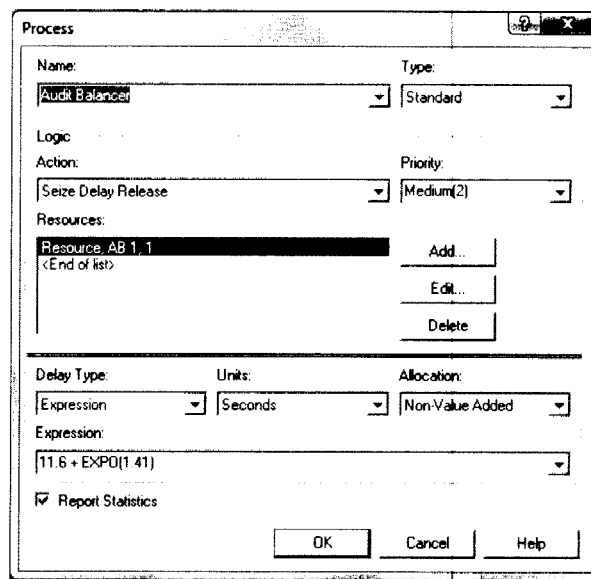 Process
Name: Type:
Audit Balancer Standard
Logic
Action: Priority:
Seize Delay Release Medium(2)
Resources:
Resource, AB 1, 1 Add...
<End of list>
Edit...
Delete
Delay Type: Units: Allocation:
Expression Seconds Non-Value Added
Expression:
11.6 + EXPO(1.41)
Report Statistics
OK Cancel Help